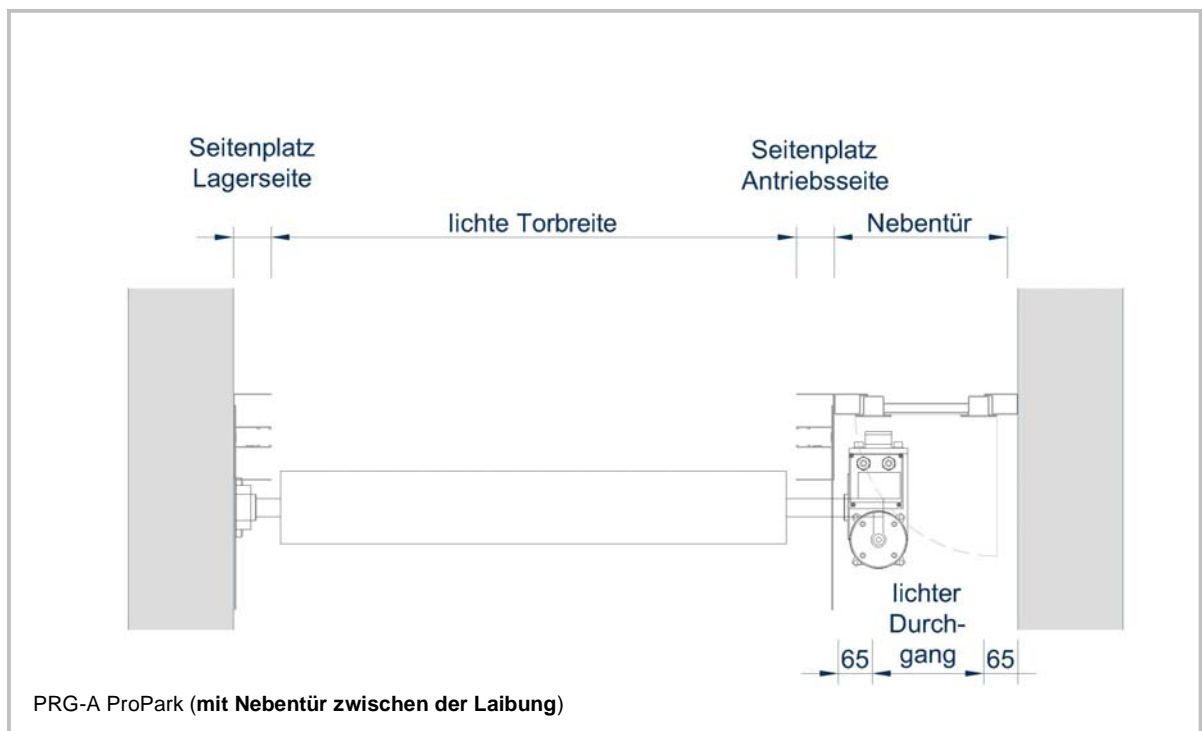 Seitenplatz
Lagerseite
Seitenplatz
Antriebsseite
lichte Torbreite
Nebentür
lichter
Durch-
gang
65
65
PRG-A ProPark (mit Nebentür zwischen der Laibung)